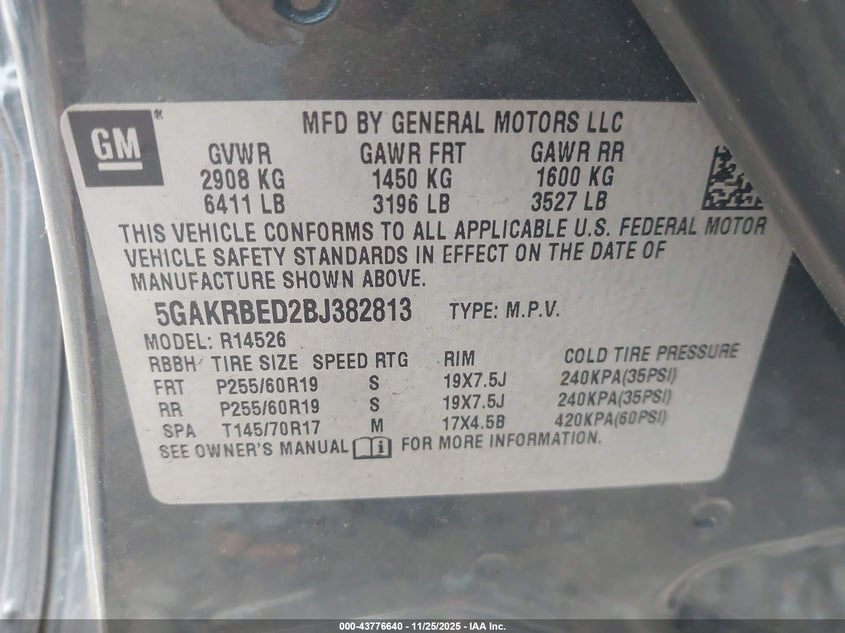 GM
MFD BY GENERAL MOTORS LLC
GVWR GAWR FRT GAWR RR
2908 KG 1450 KG 1600 KG
6411 LB 3196 LB 3527 LB
THIS VEHICLE CONFORMS TO ALL APPLICABLE U.S. FEDERAL MOTOR
VEHICLE SAFETY STANDARDS IN EFFECT ON THE DATE OF
MANUFACTURE SHOWN ABOVE.
5GAKRBED2BJ382813 TYPE: M.P.V.
MODEL: R14526
RBBH TIRE SIZE SPEED RTG RIM COLD TIRE PRESSURE
FRT P255/60R19 S 19X7.5J 240KPA(35PSI)
RR P255/60R19 S 19X7.5J 240KPA(35PSI)
SPA T145/70R17 M 17X4.5B 420KPA(60PSI)
SEE OWNER'S MANUAL FOR MORE INFORMATION.
000-43776640 - 11/25/2025 - IAA Inc.